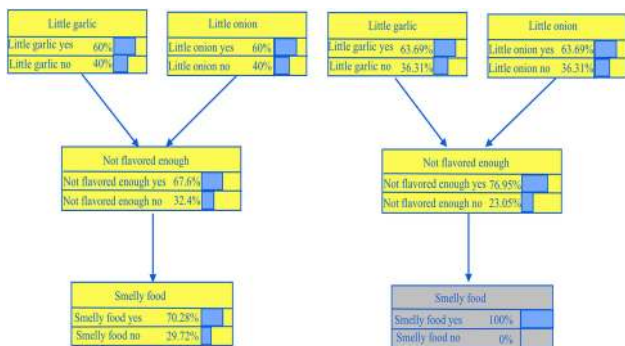 Little garlic
Little garlic yes 60%
Little garlic no 40%
Little onion
Little onion yes 60%
Little onion no 40%
Little garlic
Little garlic yes 63.69%
Little garlic no 36.31%
Little onion
Little onion yes 63.69%
Little onion no 36.31%
Not flavored enough
Not flavored enough yes 67.6%
Not flavored enough no 32.4%
Not flavored enough
Not flavored enough yes 76.95%
Not flavored enough no 23.05%
Smelly food
Smelly food yes 70.28%
Smelly food no 29.72%
Smelly food
Smelly food yes 100%
Smelly food no 0%